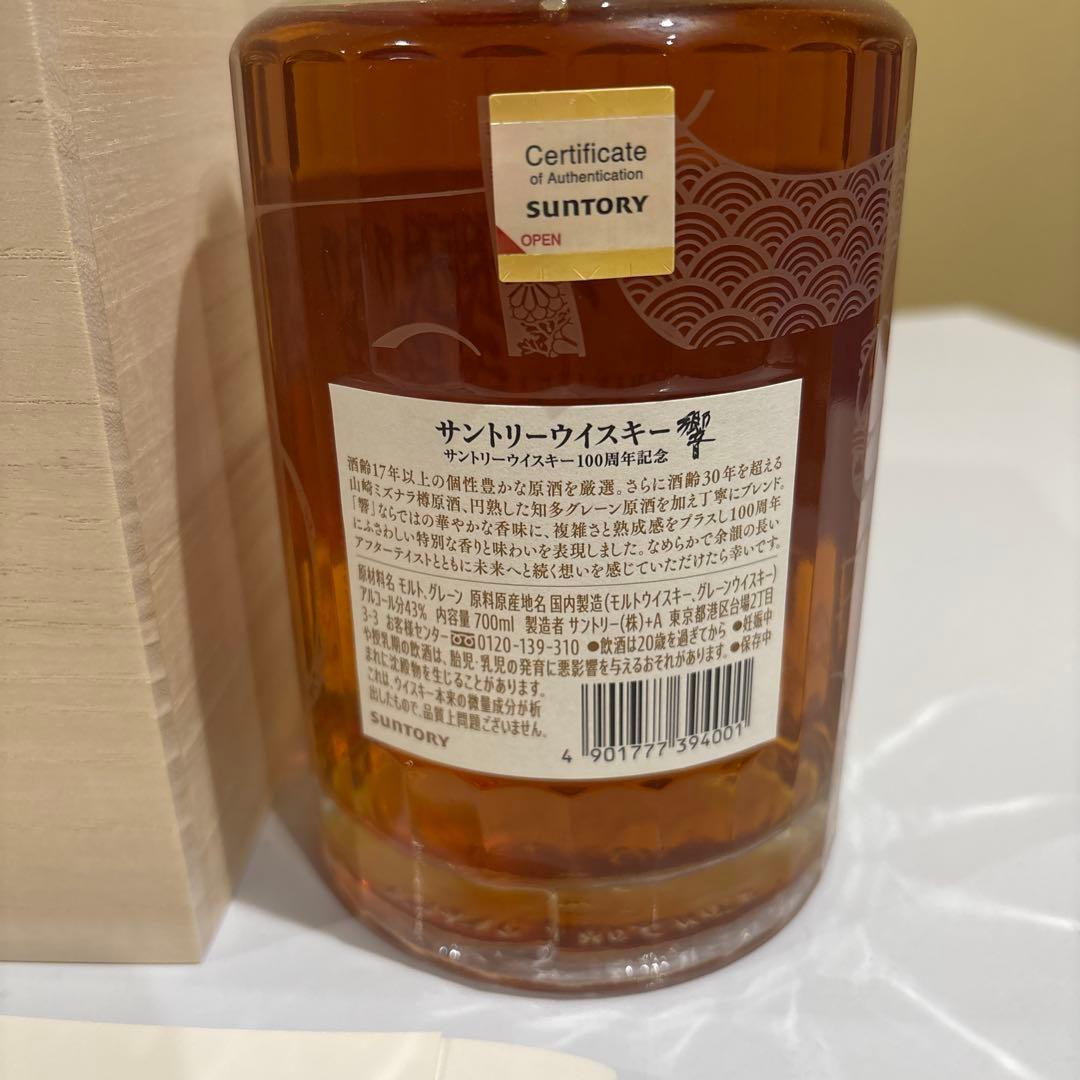 Certificate
of Authentication
SUNTORY
OPEN
サントリーウイスキー 響
サントリーウイスキー100周年記念
酒齢17年以上の個性豊かな原酒を厳選。さらに酒齢30年を超える
山崎ミズナラ樽原酒、円熟した知多グレーン原酒を加え丁寧にブレンド。
「響」ならではの華やかな香味に、複雑さと熟成感をプラスし100周年
にふさわしい特別な香りと味わいを表現しました。なめらかで余韻の長い
アフターテイストとともに未来へと続く想いを感じていただけたら幸いです。
原材料名 モルト、グレーン 原料原産地名 国内製造(モルトウイスキー、グレーンウイスキー)
アルコール分43% 内容量 700ml 製造者 サントリー(株)+A 東京都港区台場2丁目
3-3 お客様センター 0120-139-310 ●飲酒は20歳を過ぎてから ●妊娠中
や授乳期の飲酒は、胎児・乳児の発育に悪影響を与えるおそれがあります。●保存中
まれに沈殿物を生じることがあります。
これは、ウイスキー本来の微量成分が析
出したもので、品質上問題ございません。
SUNTORY
4 901777 394001